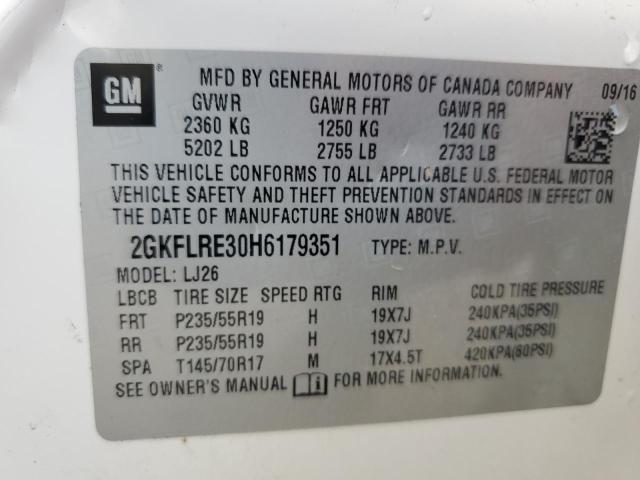 GM ® MFD BY GENERAL MOTORS OF CANADA COMPANY 09/16
GVWR GAWR FRT GAWR RR
2360 KG 1250 KG 1240 KG
5202 LB 2755 LB 2733 LB
THIS VEHICLE CONFORMS TO ALL APPLICABLE U.S. FEDERAL MOTOR
VEHICLE SAFETY AND THEFT PREVENTION STANDARDS IN EFFECT ON
THE DATE OF MANUFACTURE SHOWN ABOVE.
2GKFLRE30H6179351 TYPE: M.P.V.
MODEL: LJ26
LBCB TIRE SIZE SPEED RTG RIM COLD TIRE PRESSURE
FRT P235/55R19 H 19X7J 240KPA(35PSI)
RR P235/55R19 H 19X7J 240KPA(35PSI)
SPA T145/70R17 M 17X4.5T 420KPA(60PSI)
SEE OWNER'S MANUAL FOR MORE INFORMATION